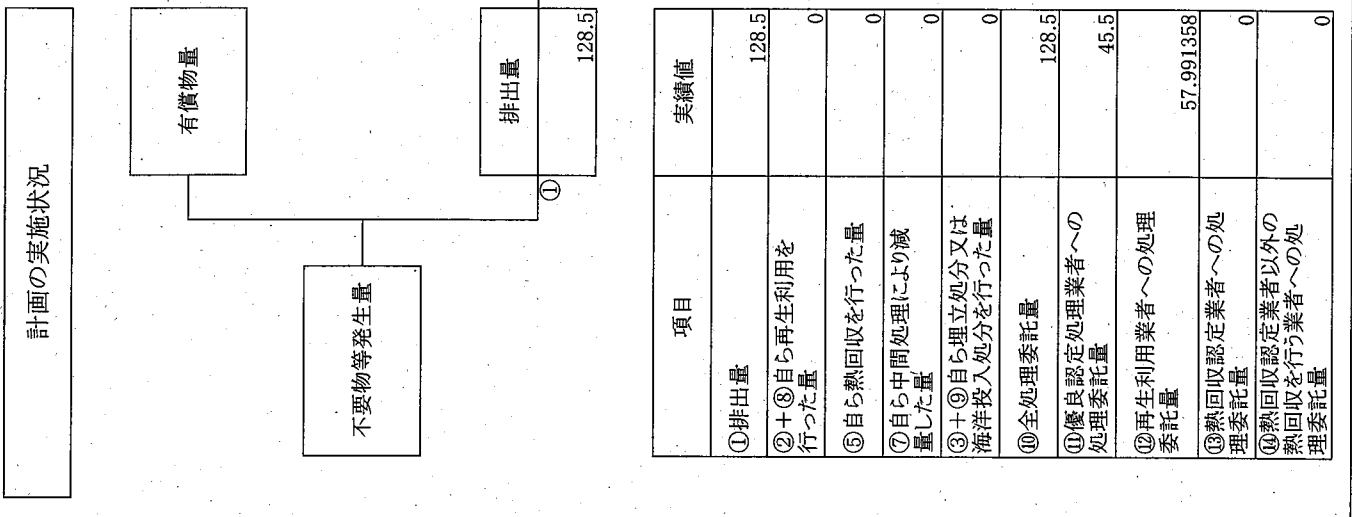 計画の実施状況
不要物等発生量
有償物量
排出量
①
128.5
項目
実績値
①排出量
128.5
②+⑧自ら再生利用を
行った量
0
⑤自ら熱回収を行った量
0
⑦自ら中間処理により減
量した量
0
③+⑨自ら埋立処分又は
海洋投入処分を行った量
0
⑩全処理委託量
128.5
⑪優良認定処理業者への
処理委託量
45.5
⑫再生利用業者への処理
委託量
57.991358
⑬熱回収認定業者への処
理委託量
0
⑭熱回収認定業者以外の
熱回収を行う業者への処
理委託量
0